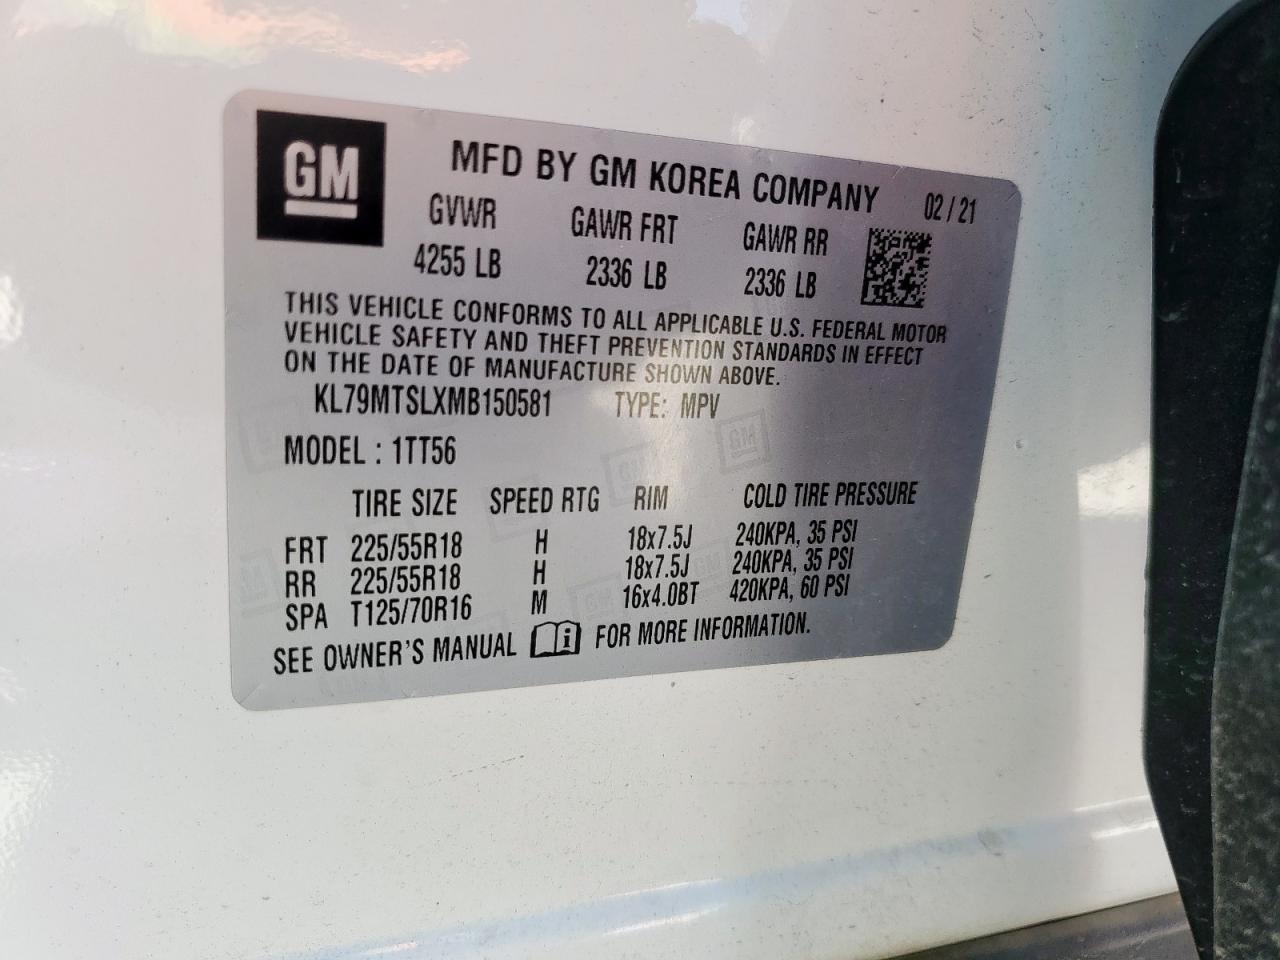 GM
MFD BY GM KOREA COMPANY 02/21
GVWR GAWR FRT GAWR RR
4255 LB 2336 LB 2336 LB
THIS VEHICLE CONFORMS TO ALL APPLICABLE U.S. FEDERAL MOTOR
VEHICLE SAFETY AND THEFT PREVENTION STANDARDS IN EFFECT
ON THE DATE OF MANUFACTURE SHOWN ABOVE.
KL79MTSLXMB150581 TYPE: MPV
MODEL : 1TT56
TIRE SIZE SPEED RTG RIM COLD TIRE PRESSURE
FRT 225/55R18 H 18x7.5J 240KPA, 35 PSI
RR 225/55R18 H 18x7.5J 240KPA, 35 PSI
SPA T125/70R16 M 16x4.0BT 420KPA, 60 PSI
SEE OWNER'S MANUAL i FOR MORE INFORMATION.